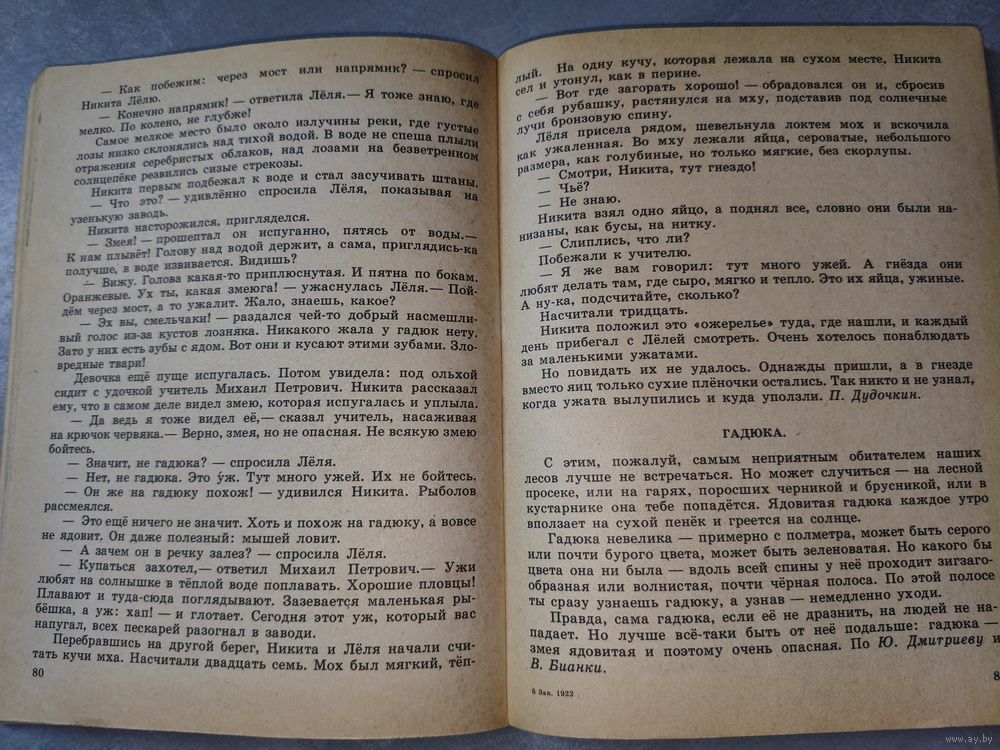 — Как побежим: через мост или напрямик? — спросил
Никита Лёлю.
— Конечно напрямик! — ответила Лёля.— Я тоже знаю, где
мелко. По колено, не глубже!
Самое мелкое место было около излучины реки, где густые
лозы низко склонялись над тихой водой. В воде не спеша плыли
отражения серебристых облаков, над лозами на безветренном
солнцепёке резвились сизые стрекозы.
Никита первым подбежал к воде и стал засучивать штаны.
— Что это? — удивлённо спросила Лёля, показывая на
узенькую заводь.
Никита насторожился, пригляделся.
— Змея! — прошептал он испуганно, пятясь от воды.—
К нам плывёт! Голову над водой держит, а сама, приглядись-ка
получше, в воде извивается. Видишь?
— Вижу. Голова какая-то приплюснутая. И пятна по бокам.
Оранжевые. Ух ты, какая змеюга! — ужаснулась Лёля.— Пой-
дём через мост, а то ужалит. Жало, знаешь, какое?
— Эх вы, смельчаки! — раздался чей-то добрый насмешли-
вый голос из-за кустов лозняка. Никакого жала у гадюк нету.
Зато у них есть зубы с ядом. Вот они и кусают этими зубами. Зло-
вредные твари!
Девочка ещё пуще испугалась. Потом увидела: под ольхой
сидит с удочкой учитель Михаил Петрович. Никита рассказал
ему, что в самом деле видел змею, которая испугалась и уплыла.
— Да ведь я тоже видел её,— сказал учитель, насаживая
на крючок червяка.— Верно, змея, но не опасная. Не всякую змею
бойтесь.
— Значит, не гадюка? — спросила Лёля.
— Нет, не гадюка. Это у́ж. Тут много ужей. Их не бойтесь.
— Он же на гадюку похож! — удивился Никита. Рыболов
рассмеялся.
— Это ещё ничего не значит. Хоть и похож на гадюку, а вовсе
не ядовит. Он даже полезный: мышей ловит.
— А зачем он в речку залез? — спросила Лёля.
— Купаться захотел,— ответил Михаил Петрович.— Ужи
любят на солнышке в тёплой воде поплавать. Хорошие пловцы!
Плавают и туда-сюда поглядывают. Зазевается маленькая ры-
бёшка, а уж: хап! — и глотает. Сегодня этот уж, который вас
напугал, всех пескарей разогнал в заводи.
Перебравшись на другой берег, Никита и Лёля начали счи-
тать кучи мха. Насчитали двадцать семь. Мох был мягкий, тёп-
80
лый. На одну кучу, которая лежала на сухом месте, Никита
сел и утонул, как в перине.
— Вот где загорать хорошо! — обрадовался он и, сбросив
с себя рубашку, растянулся на мху, подставив под солнечные
лучи бронзовую спину.
Лёля присела рядом, шевельнула локтем мох и вскочила
как ужаленная. Во мху лежали яйца, сероватые, небольшого
размера, как голубиные, но только мягкие, без скорлупы.
— Смотри, Никита, тут гнездо!
— Чьё?
— Не знаю.
Никита взял одно яйцо, а поднял все, словно они были на-
низаны, как бусы, на нитку.
— Слиплись, что ли?
Побежали к учителю.
— Я же вам говорил: тут много ужей. А гнёзда они
любят делать там, где сыро, мягко и тепло. Это их яйца, ужиные.
А ну-ка, подсчитайте, сколько?
Насчитали тридцать.
Никита положил это «ожерелье» туда, где нашли, и каждый
день прибегал с Лёлей смотреть. Очень хотелось понаблюдать
за маленькими ужатами.
Но повидать их не удалось. Однажды пришли, а в гнезде
вместо яиц только сухие плёночки остались. Так никто и не узнал,
когда ужата вылупились и куда уползли. П. Дудочкин.
ГАДЮКА.
С этим, пожалуй, самым неприятным обитателем наших
лесов лучше не встречаться. Но может случиться — на лесной
просеке, или на гарях, поросших черникой и брусникой, или в
кустарнике она тебе попадётся. Ядовитая гадюка каждое утро
вползает на сухой пенёк и греется на солнце.
Гадюка невелика — примерно с полметра, может быть серого
или почти бурого цвета, может быть зеленоватая. Но какого бы
цвета она ни была — вдоль всей спины у неё проходит зигзаго-
образная или волнистая, почти чёрная полоса. По этой полосе
ты сразу узнаешь гадюку, а узнав — немедленно уходи.
Правда, сама гадюка, если её не дразнить, на людей не на-
падает. Но лучше всё-таки быть от неё подальше: гадюка —
змея ядовитая и поэтому очень опасная. По Ю. Дмитриеву и
В. Бианки.
6 Зак. 1922
8
www.ay.by